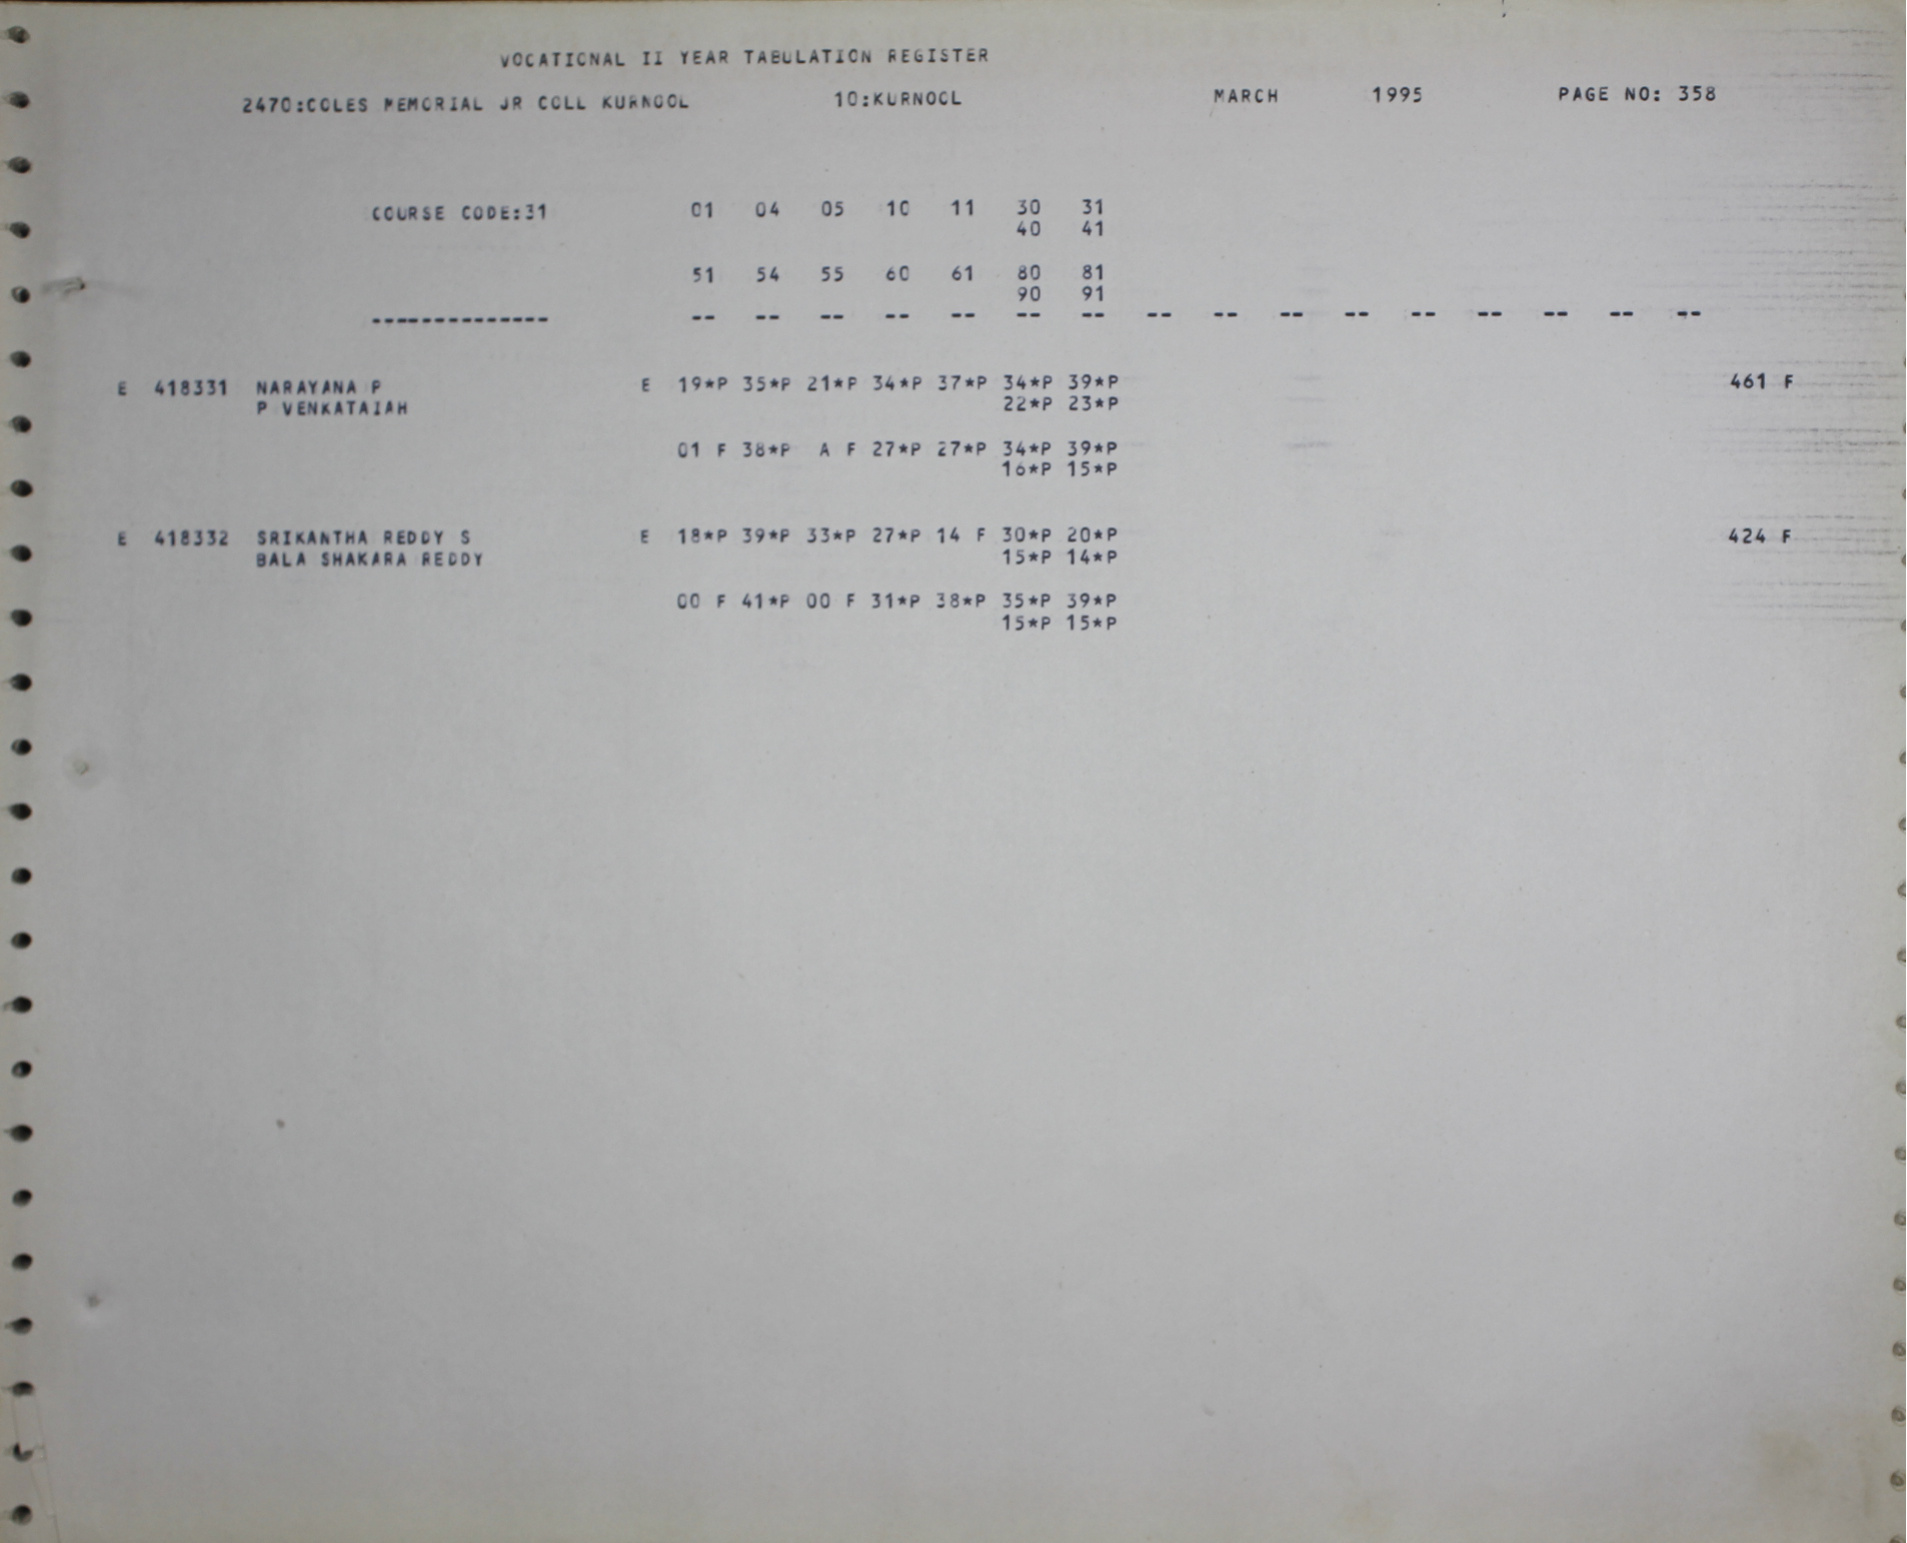 VOCATIONAL II YEAR TABULATION REGISTER
2470:COLES MEMORIAL JR COLL KURNOOL 10:KURNOOL MARCH 1995 PAGE NO: 358
COURSE CODE:31 01 04 05 10 11 30 31
40 41
51 54 55 60 61 80 81
90 91
-------------- -- -- -- -- -- -- -- -- -- -- -- -- -- -- -- --
E 418331 NARAYANA P E 19*P 35*P 21*P 34*P 37*P 34*P 39*P 461 F
P VENKATAIAH 22*P 23*P
01 F 38*P A F 27*P 27*P 34*P 39*P
16*P 15*P
E 418332 SRIKANTHA REDDY S E 18*P 39*P 33*P 27*P 14 F 30*P 20*P 424 F
BALA SHAKARA REDDY 15*P 14*P
00 F 41*P 00 F 31*P 38*P 35*P 39*P
15*P 15*P